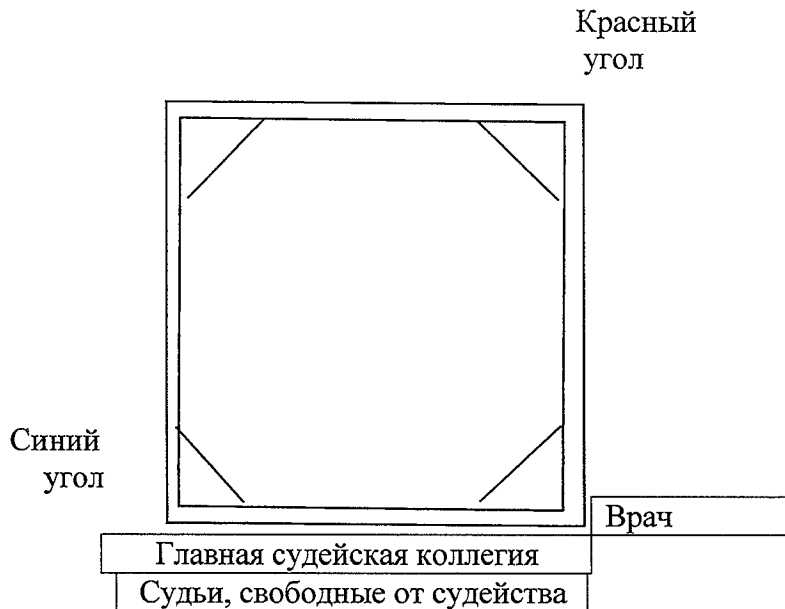 Красный
угол
Синий
угол
Врач
Главная судейская коллегия
Судьи, свободные от судейства